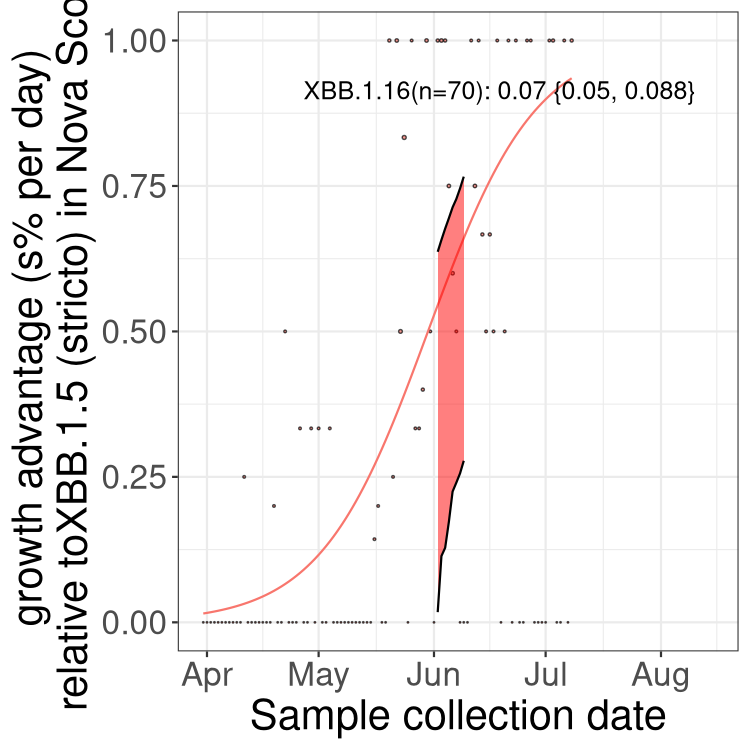 growth advantage (s% per day)
relative toXBB.1.5 (stricto) in Nova Sco
1.00
0.75
0.50
0.25
0.00
XBB.1.16(n=70): 0.07 {0.05, 0.088}
Apr May Jun Jul Aug
Sample collection date